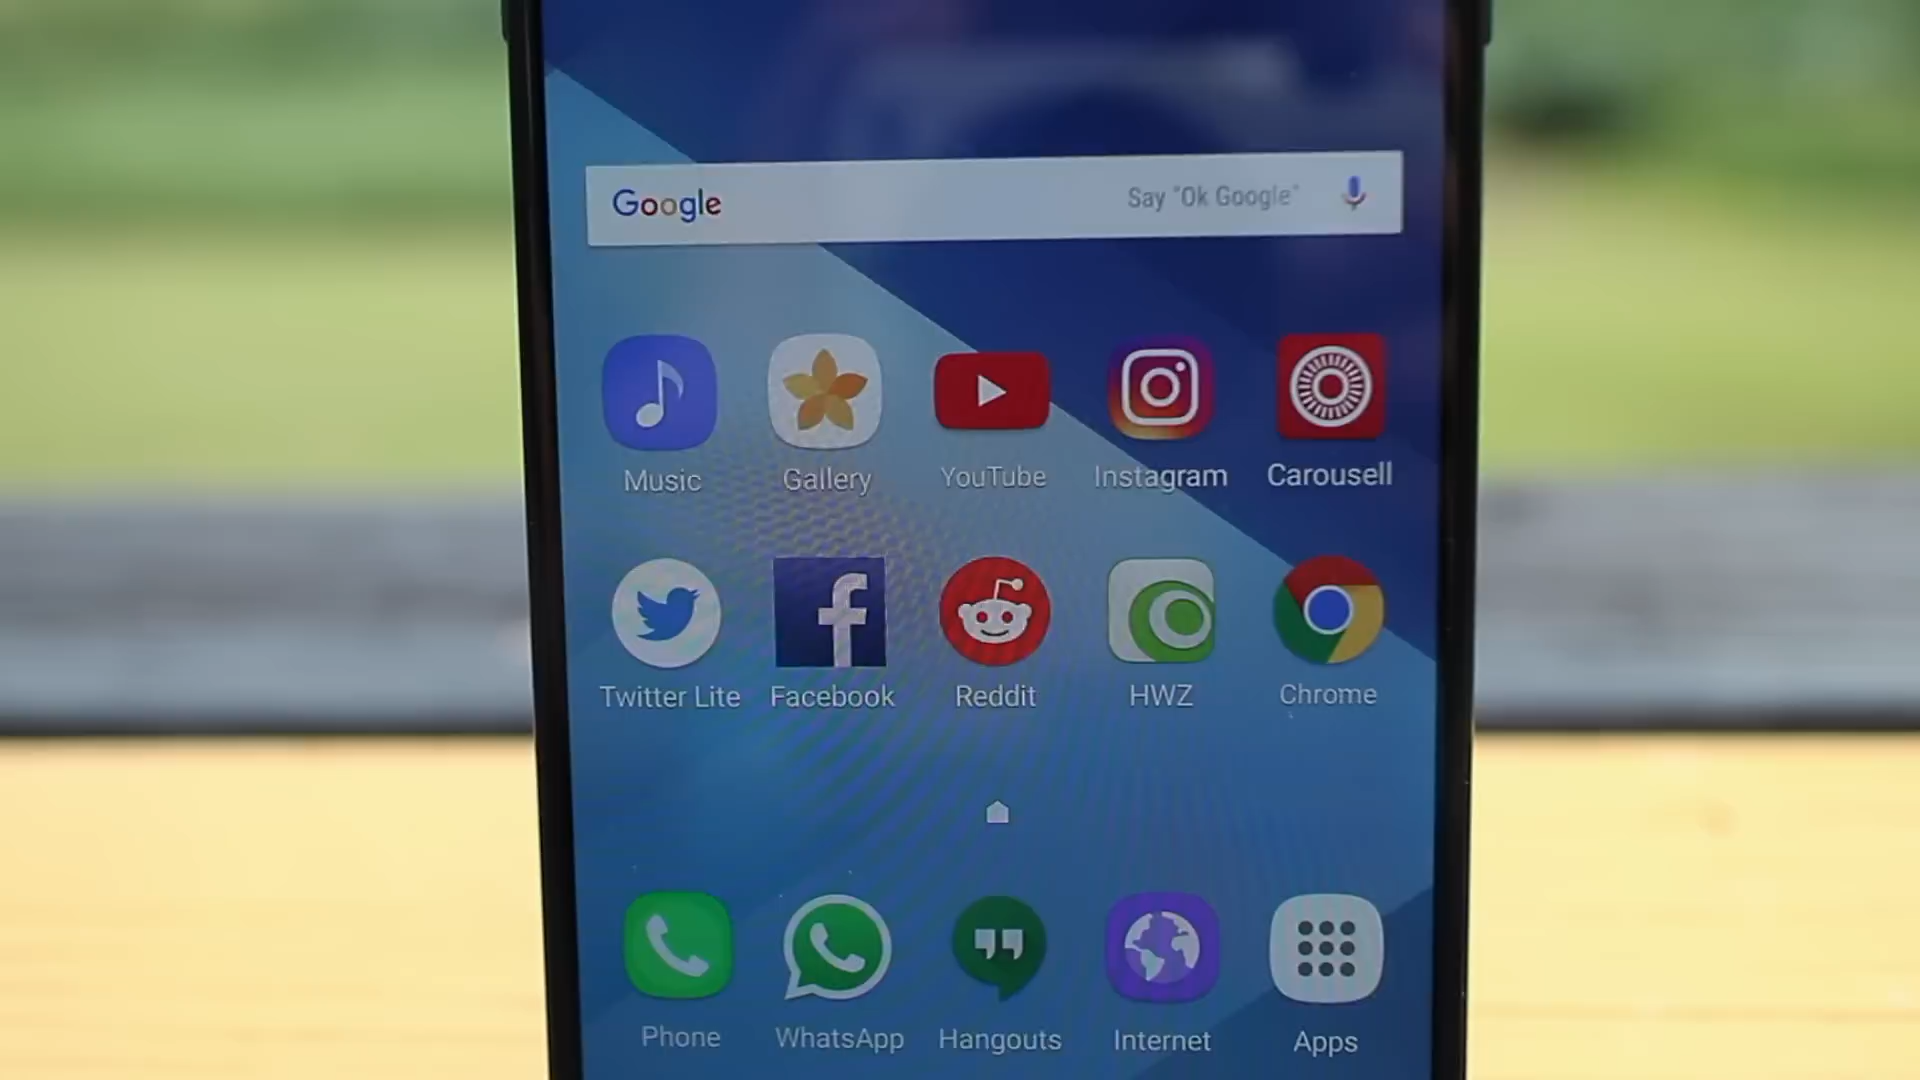 Google Say "Ok Google"
Music Gallery YouTube Instagram Carousell
Twitter Lite Facebook Reddit HWZ Chrome
Phone WhatsApp Hangouts Internet Apps